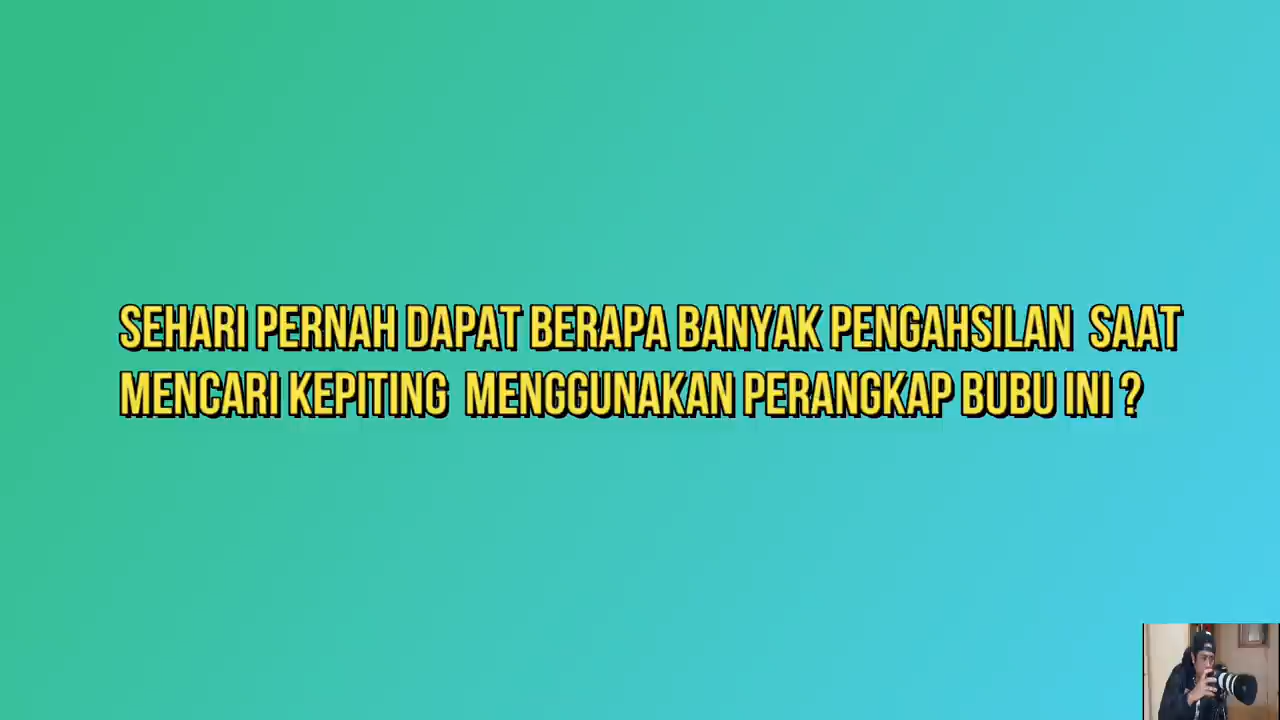 SEHARI PERNAH DAPAT BERAPA BANYAK PENGAHSILAN SAAT
MENCARI KEPITING MENGGUNAKAN PERANGKAP BUBU INI ?